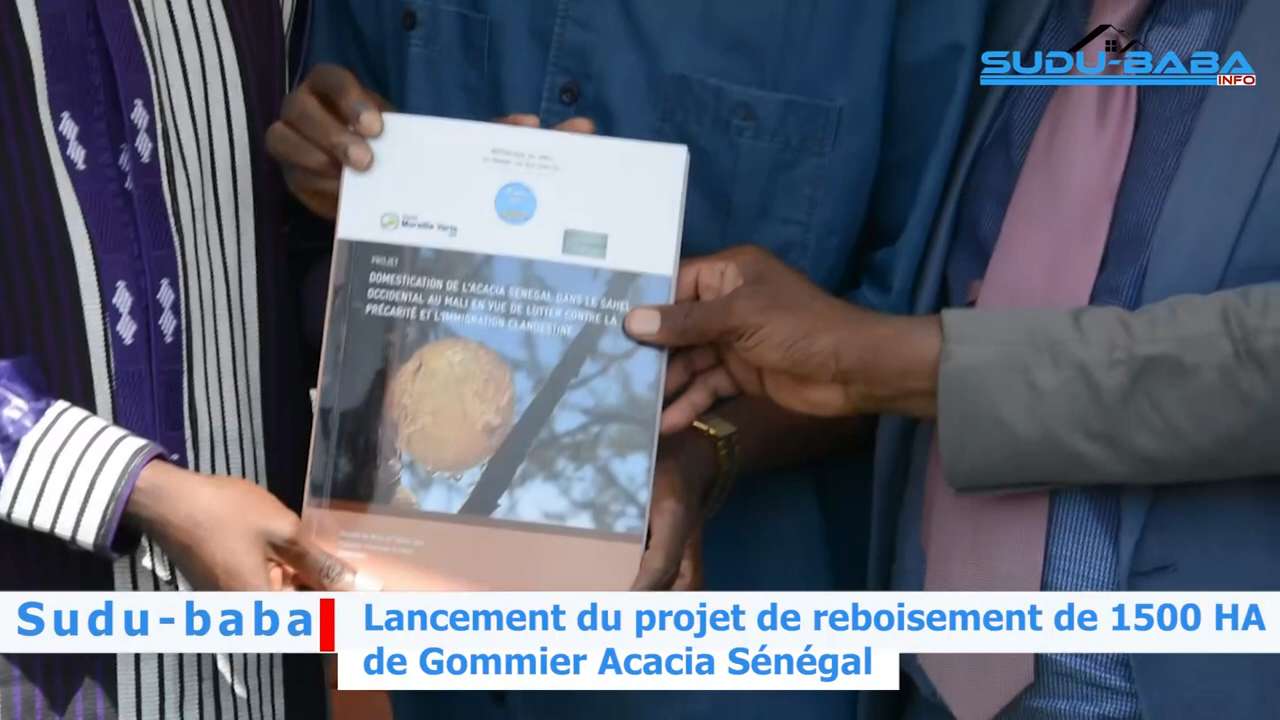 SUDU-BABA
INFO
Muraille Verte
PROJET
DOMESTICATION DE L'ACACIA SENEGAL DANS LE SAHEL
OCCIDENTAL AU MALI EN VUE DE LUTTER CONTRE LA
PRÉCARITÉ ET L'IMMIGRATION CLANDESTINE
Sudu-baba
Lancement du projet de reboisement de 1500 HA
de Gommier Acacia Sénégal